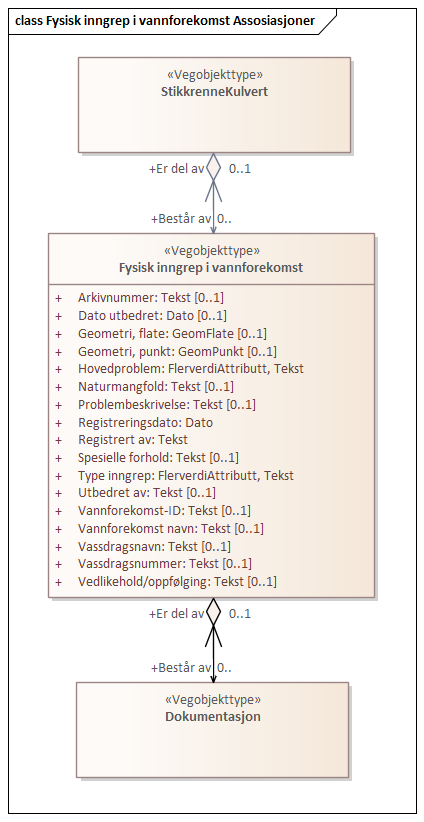 class Fysisk inngrep i vannforekomst Assosiasjoner
«Vegobjekttype»
StikkrenneKulvert
+Er del av 0..1
+Består av 0..
«Vegobjekttype»
Fysisk inngrep i vannforekomst
+ Arkivnummer: Tekst [0..1]
+ Dato utbedret: Dato [0..1]
+ Geometri, flate: GeomFlate [0..1]
+ Geometri, punkt: GeomPunkt [0..1]
+ Hovedproblem: FlerverdiAttributt, Tekst
+ Naturmangfold: Tekst [0..1]
+ Problembeskrivelse: Tekst [0..1]
+ Registreringsdato: Dato
+ Registrert av: Tekst
+ Spesielle forhold: Tekst [0..1]
+ Type inngrep: FlerverdiAttributt, Tekst
+ Utbedret av: Tekst [0..1]
+ Vannforekomst-ID: Tekst [0..1]
+ Vannforekomst navn: Tekst [0..1]
+ Vassdragsnavn: Tekst [0..1]
+ Vassdragsnummer: Tekst [0..1]
+ Vedlikehold/oppfølging: Tekst [0..1]
+Er del av 0..1
+Består av 0..
«Vegobjekttype»
Dokumentasjon